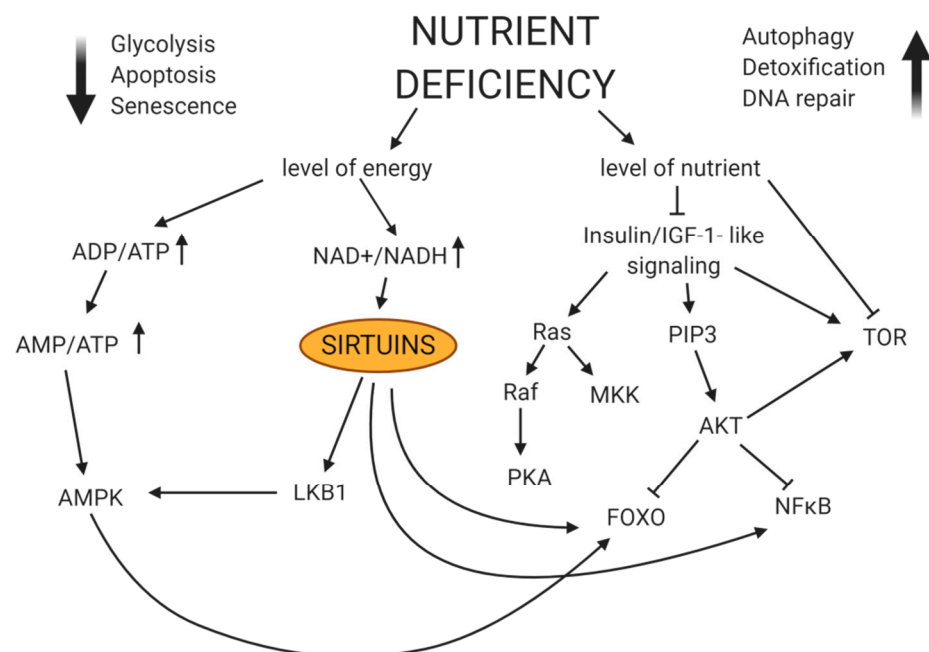 NUTRIENT
DEFICIENCY
Glycolysis
Apoptosis
Senescence
Autophagy
Detoxification
DNA repair
level of energy
level of nutrient
ADP/ATP
NAD+/NADH
Insulin/IGF-1- like
signaling
AMP/ATP
SIRTUINS
Ras
PIP3
TOR
Raf
MKK
AKT
PKA
AMPK
LKB1
FOXO
NFκB